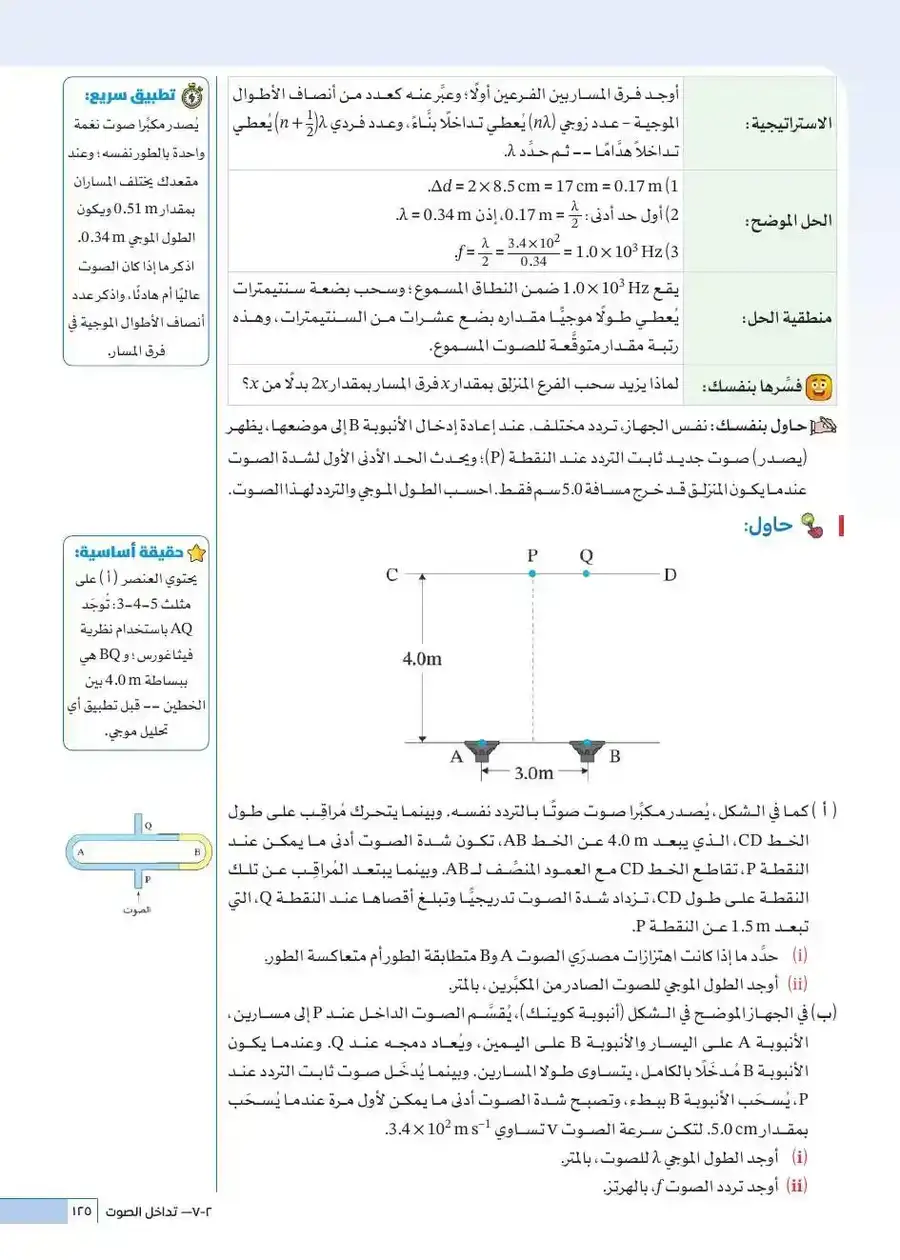 الاستراتيجية:
أوجد فرق المسارين الفرعين أولًا؛ وعبَّر عنه كعدد من أنصاف الأطوال
الموجية – عدد زوجي (nλ) يُعطي تداخلًا بنَّاءً، وعدد فردي (n + 1/2)λ يُعطي
تداخلاً هدَّامًا -- ثم حدِّد λ.
الحل الموضح:
1) Δd = 2 × 8.5 cm = 17 cm = 0.17 m.
2) أول حد أدنى: 0.17 m = λ/2، إذن λ = 0.34 m.
3) f = λ/2 = 3.4 × 10² / 0.34 = 1.0 × 10³ Hz.
منطقية الحل:
يقع 1.0 × 10³ Hz ضمن النطاق المسموع؛ وسحب بضعة سنتيمترات
يُعطي طولًا موجيًّا مقداره بضع عشرات من السنتيمترات، وهذه
رتبة مقدار متوقَّعة للصوت المسموع.
فسِّرها بنفسك:
لماذا يزيد سحب الفرع المنزلق بمقدار x فرق المسار بمقدار 2x بدلًا من x؟
حاول بنفسك: نفس الجهاز، تردد مختلف. عند إعادة إدخال الأنبوبة B إلى موضعها، يظهر
(يصدر) صوت جديد ثابت التردد عند النقطة (P)؛ ويحدث الحد الأدنى الأول لشدة الصوت
عندما يكون المنزلق قد خرج مسافة 5.0 سم فقط. احسب الطول الموجي والتردد لهذا الصوت.
تطبيق سريع:
يُصدر مكبِّرا صوت نغمة
واحدة بالطور نفسه؛ وعند
مقعدك يختلف المساران
بمقدار 0.51 m ويكون
الطول الموجي 0.34 m.
اذكر ما إذا كان الصوت
عاليًا أم هادئًا، واذكر عدد
أنصاف الأطوال الموجية في
فرق المسار.
حاول:
P Q
C D
4.0m
A B
3.0m
حقيقة أساسية:
يحتوي العنصر (أ) على
مثلث 5–4–3: تُوجَد
AQ باستخدام نظرية
فيثاغورس؛ و BQ هي
ببساطة 4.0 m بين
الخطين -- قبل تطبيق أي
تحليل موجي.
(أ) كما في الشكل، يُصدر مكبِّرا صوت صوتًا بالتردد نفسه. وبينما يتحرك مُراقِب على طول
الخط CD، الذي يبعد 4.0 m عن الخط AB، تكون شدة الصوت أدنى ما يمكن عند
النقطة P، تقاطع الخط CD مع العمود المنصِّف لـ AB. وبينما يبتعد المُراقِب عن تلك
النقطة على طول CD، تزداد شدة الصوت تدريجيًّا وتبلغ أقصاها عند النقطة Q، التي
تبعد 1.5 m عن النقطة P.
(i) حدِّد ما إذا كانت اهتزازات مصدرَي الصوت A وB متطابقة الطور أم متعاكسة الطور.
(ii) أوجد الطول الموجي للصوت الصادر من المكبِّرين، بالمتر.
Q
A B
P
الصوت
(ب) في الجهاز الموضح في الشكل (أنبوبة كوينك)، يُقسَّم الصوت الداخل عند P إلى مسارين،
الأنبوبة A على اليسار والأنبوبة B على اليمين، ويُعاد دمجه عند Q. وعندما يكون
الأنبوبة B مُدخَلًا بالكامل، يتساوى طولا المسارين. وبينما يُدخَل صوت ثابت التردد عند
P، يُسحَب الأنبوبة B ببطء، وتصبح شدة الصوت أدنى ما يمكن لأول مرة عندما يُسحَب
بمقدار 5.0 cm. لتكن سرعة الصوت v تساوي 3.4 × 10² m s⁻¹.
(i) أوجد الطول الموجي λ للصوت، بالمتر.
(ii) أوجد تردد الصوت f، بالهرتز.
٧-٢– تداخل الصوت ١٢٥